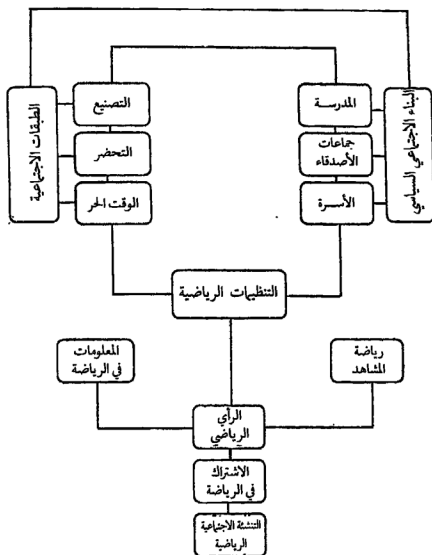 البناء الاجتماعي السياسي
المدرسة
جماعات
الأصدقاء
الأسرة
التصنيع
التحضر
الوقت الحر
الطبقات الاجتماعية
التنظيمات الرياضية
رياضة
المشاهد
المعلومات
في الرياضة
الرأي
الرياضي
الاشتراك
في الرياضة
التنشئة الاجتماعية
الرياضية